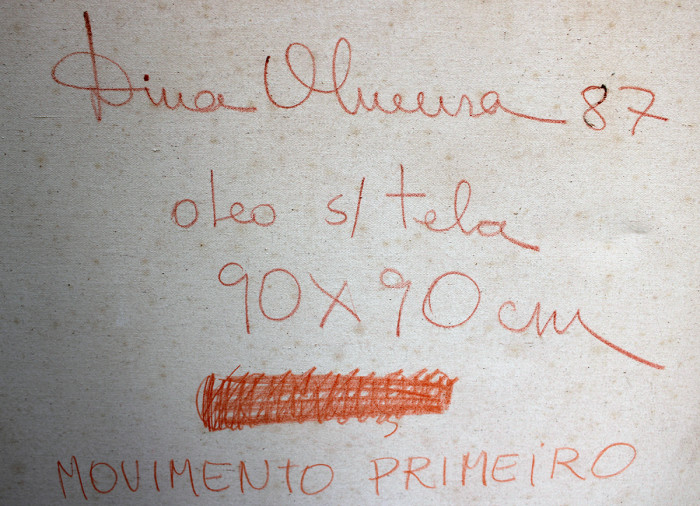 Dina Oliveira 87
oleo s/ tela
90 X 90 cm
MOVIMENTO PRIMEIRO